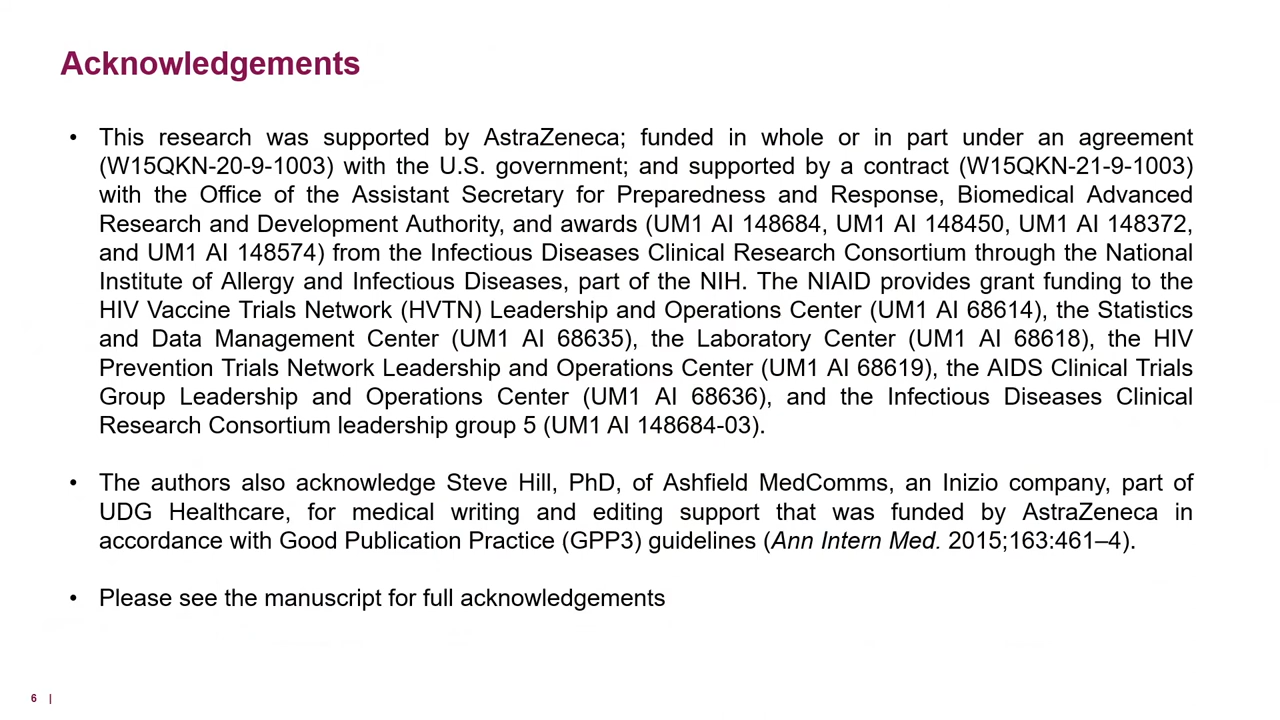 Acknowledgements
• This research was supported by AstraZeneca; funded in whole or in part under an agreement
(W15QKN-20-9-1003) with the U.S. government; and supported by a contract (W15QKN-21-9-1003)
with the Office of the Assistant Secretary for Preparedness and Response, Biomedical Advanced
Research and Development Authority, and awards (UM1 AI 148684, UM1 AI 148450, UM1 AI 148372,
and UM1 AI 148574) from the Infectious Diseases Clinical Research Consortium through the National
Institute of Allergy and Infectious Diseases, part of the NIH. The NIAID provides grant funding to the
HIV Vaccine Trials Network (HVTN) Leadership and Operations Center (UM1 AI 68614), the Statistics
and Data Management Center (UM1 AI 68635), the Laboratory Center (UM1 AI 68618), the HIV
Prevention Trials Network Leadership and Operations Center (UM1 AI 68619), the AIDS Clinical Trials
Group Leadership and Operations Center (UM1 AI 68636), and the Infectious Diseases Clinical
Research Consortium leadership group 5 (UM1 AI 148684-03).
• The authors also acknowledge Steve Hill, PhD, of Ashfield MedComms, an Inizio company, part of
UDG Healthcare, for medical writing and editing support that was funded by AstraZeneca in
accordance with Good Publication Practice (GPP3) guidelines (Ann Intern Med. 2015;163:461–4).
• Please see the manuscript for full acknowledgements
6 |